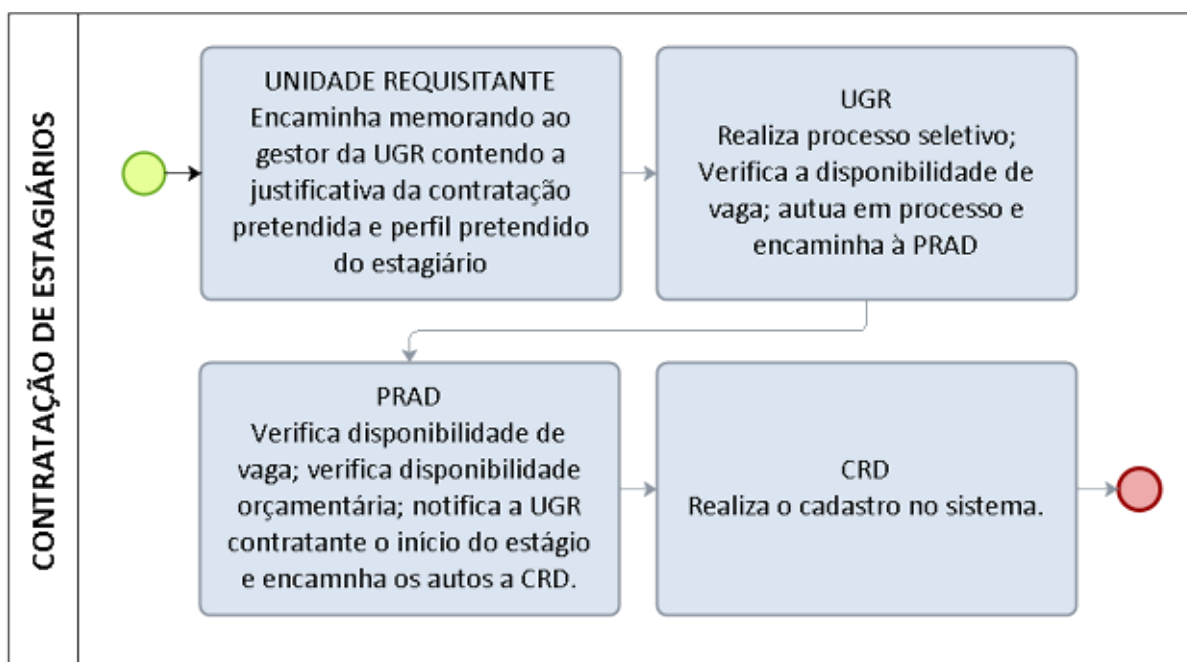 CONTRATAÇÃO DE ESTAGIÁRIOS
UNIDADE REQUISITANTE
Encaminha memorando ao
gestor da UGR contendo a
justificativa da contratação
pretendida e perfil pretendido
do estagiário
UGR
Realiza processo seletivo;
Verifica a disponibilidade de
vaga; autua em processo e
encaminha à PRAD
PRAD
Verifica disponibilidade de
vaga; verifica disponibilidade
orçamentária; notifica a UGR
contratante o início do estágio
e encamnha os autos a CRD.
CRD
Realiza o cadastro no sistema.